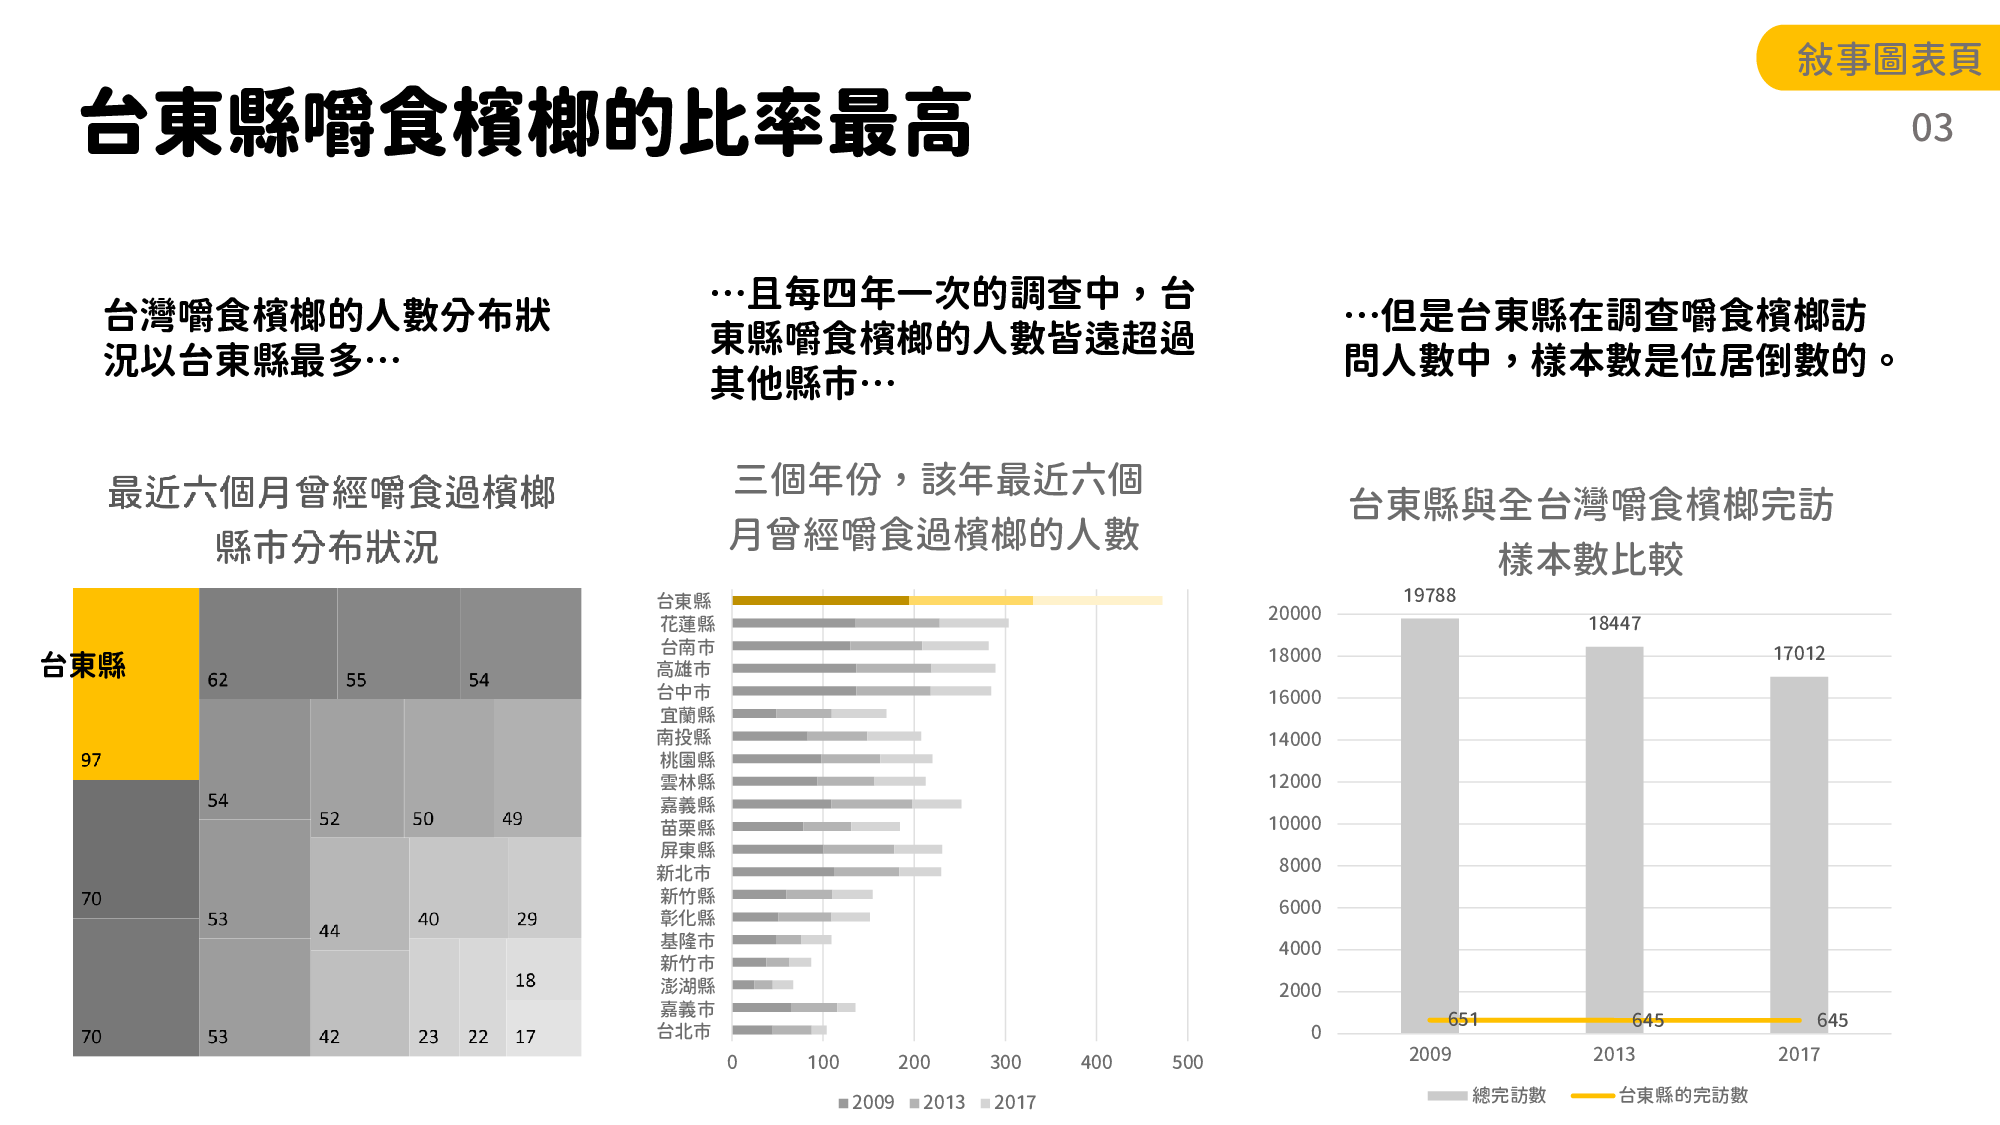 敍事圖表頁
03
台東縣嚼食檳榔的比率最高
台灣嚼食檳榔的人數分布狀
況以台東縣最多…
…且每四年一次的調查中，台
東縣嚼食檳榔的人數皆遠超過
其他縣市…
…但是台東縣在調查嚼食檳榔訪
問人數中，樣本數是位居倒數的。
最近六個月曾經嚼食過檳榔
縣市分布狀況
台東縣
97
62
55
54
70
54
52
50
49
53
44
40
29
18
70
53
42
23
22
17
三個年份，該年最近六個
月曾經嚼食過檳榔的人數
台東縣
花蓮縣
台南市
高雄市
台中市
宜蘭縣
南投縣
桃園縣
雲林縣
嘉義縣
苗栗縣
屏東縣
新北市
新竹縣
彰化縣
基隆市
新竹市
澎湖縣
嘉義市
台北市
0 100 200 300 400 500
2009 2013 2017
台東縣與全台灣嚼食檳榔完訪
樣本數比較
19788
18447
17012
20000
18000
16000
14000
12000
10000
8000
6000
4000
2000
0
651 645 645
2009 2013 2017
總完訪數 台東縣的完訪數